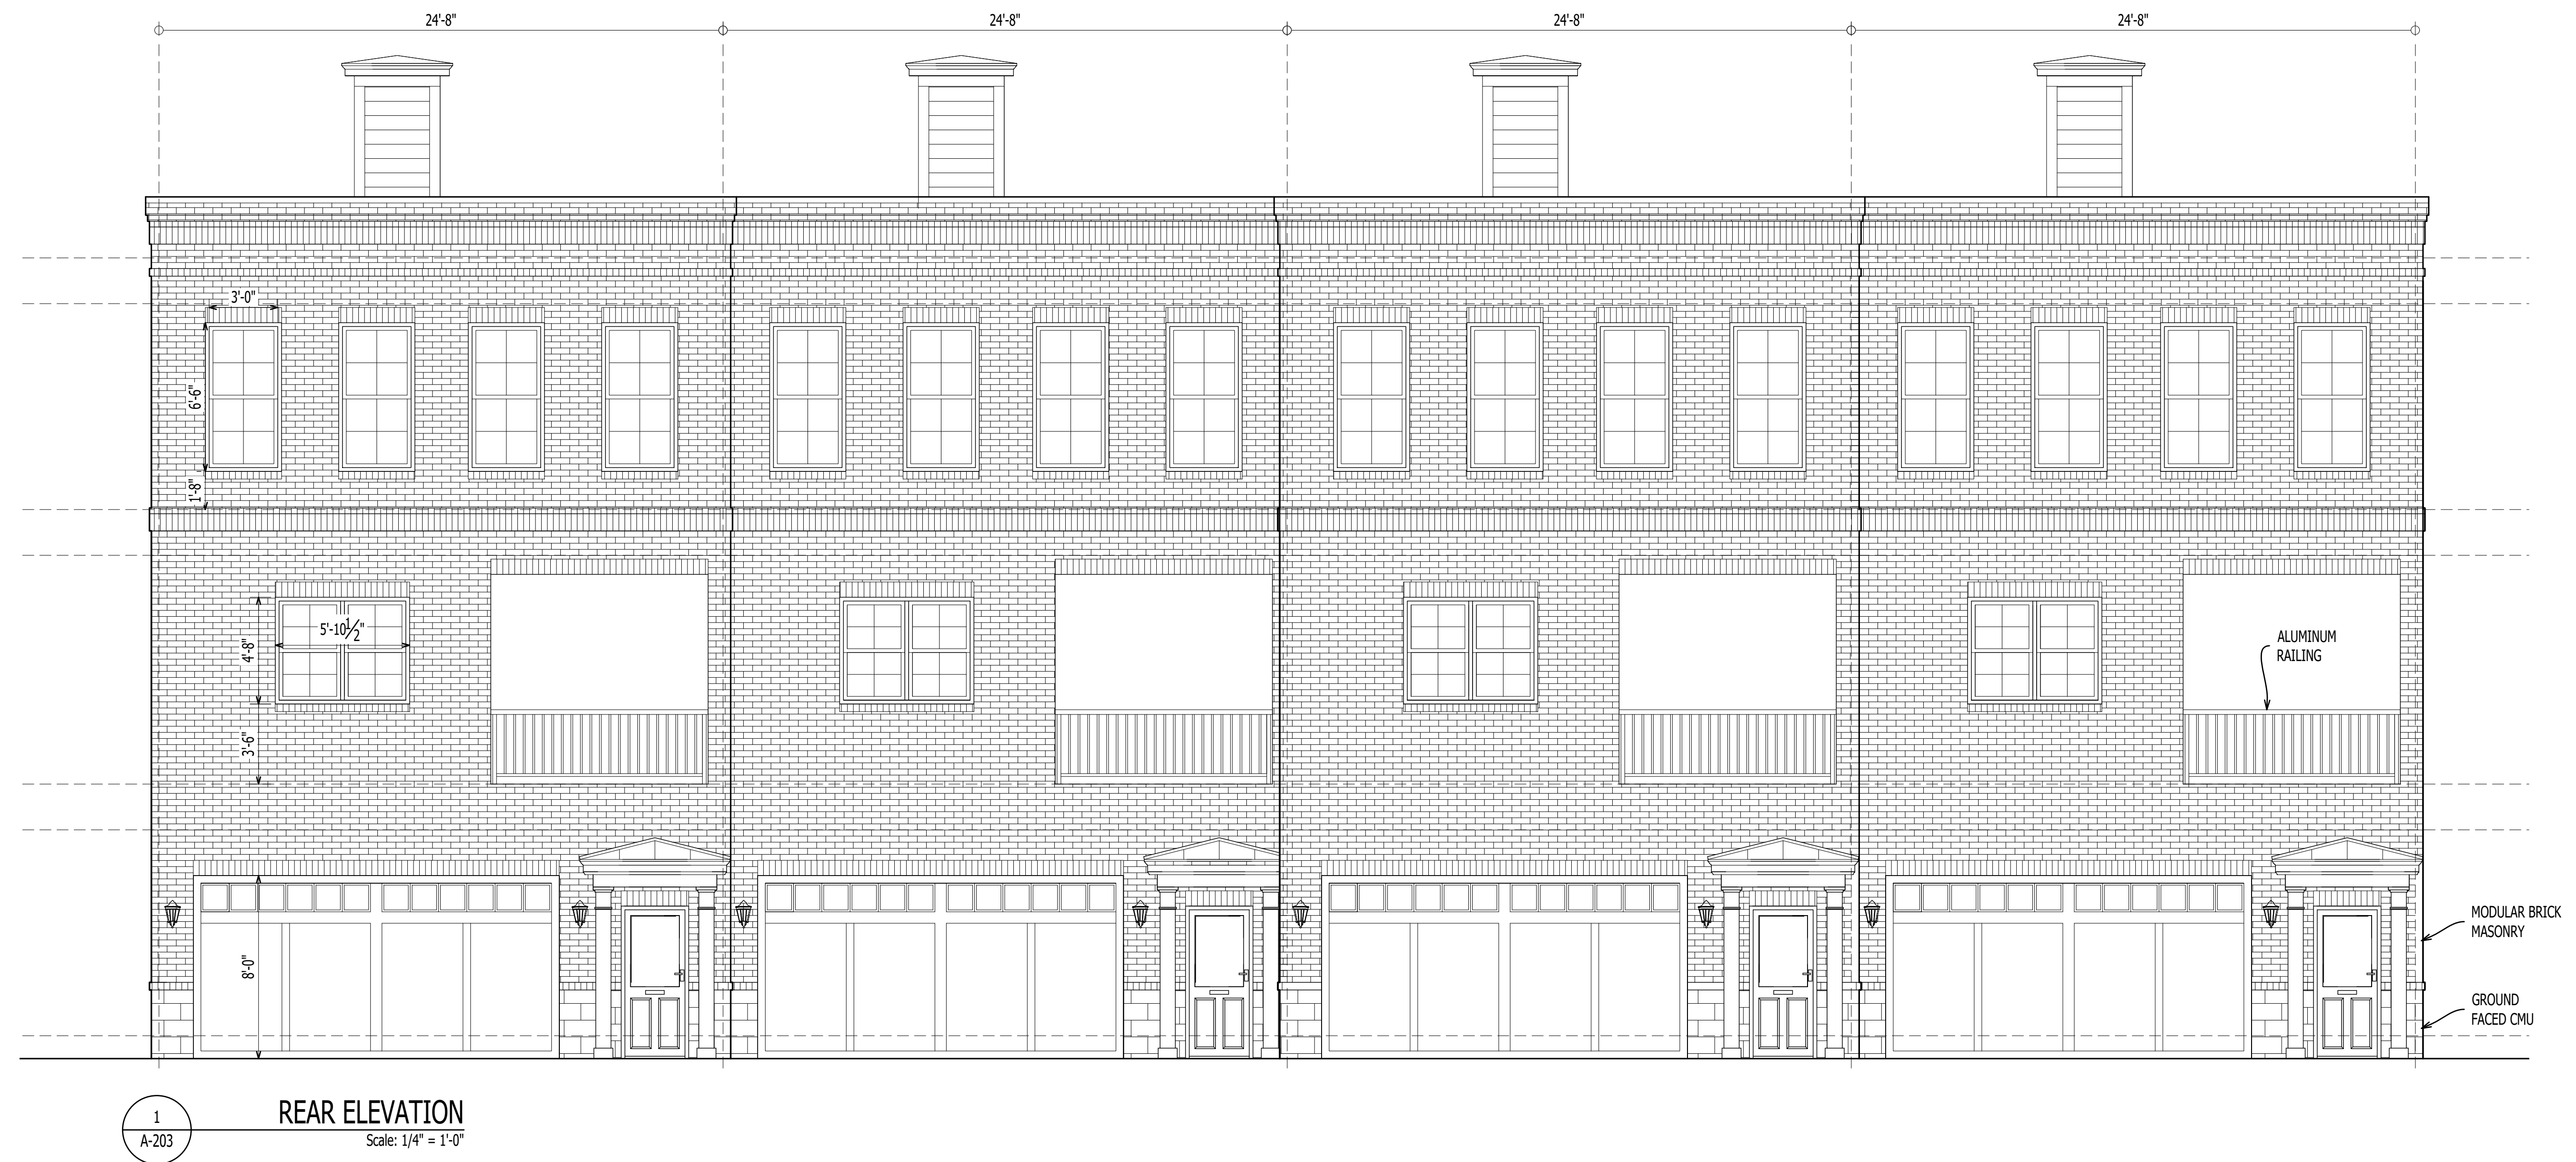 24'-8"
24'-8"
24'-8"
24'-8"
3'-0"
6'-6"
1'-8"
5'-10 1/2"
4'-8"
3'-6"
ALUMINUM
RAILING
8'-0"
MODULAR BRICK
MASONRY
GROUND
FACED CMU
1
A-203
REAR ELEVATION
Scale: 1/4" = 1'-0"